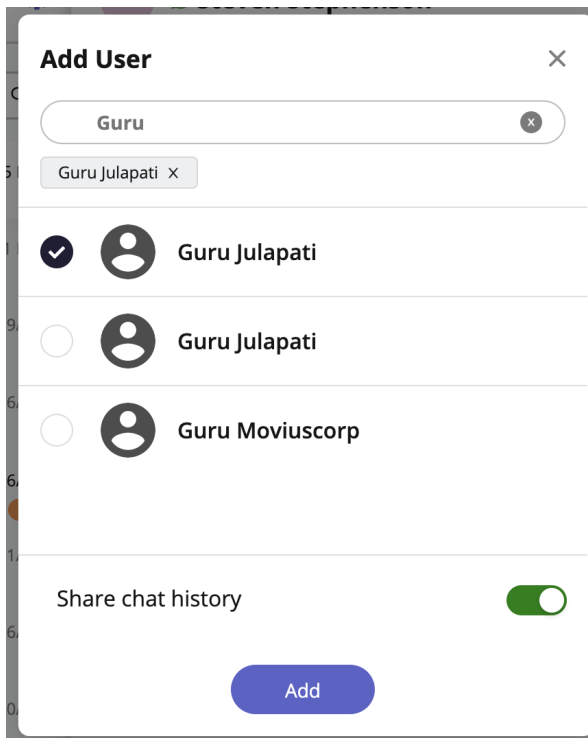 Add User
Guru
Guru Julapati x
Guru Julapati
Guru Julapati
Guru Moviuscorp
Share chat history
Add